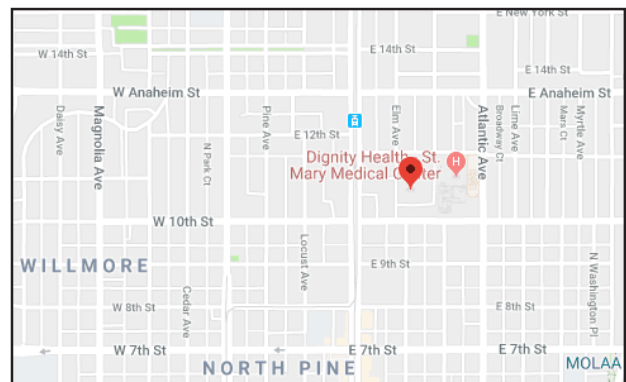 E New York St
W 14th St
E 14th St
E 14th St
W Anaheim St
E Anaheim St
Daisy Ave
Magnolia Ave
Pine Ave
Elm Ave
Atlantic Ave
Broadway Ct
Lime Ave
Mars Ct
Myrtle Ave
E 12th St
N Park Ct
Dignity Health - St.
Mary Medical Center
H
W 10th St
Locust Ave
WILLMORE
E 9th St
N Washington Pl
Cedar Ave
W 8th St
E 8th St
W 7th St
E 7th St
E 7th St
NORTH PINE
MOLAA